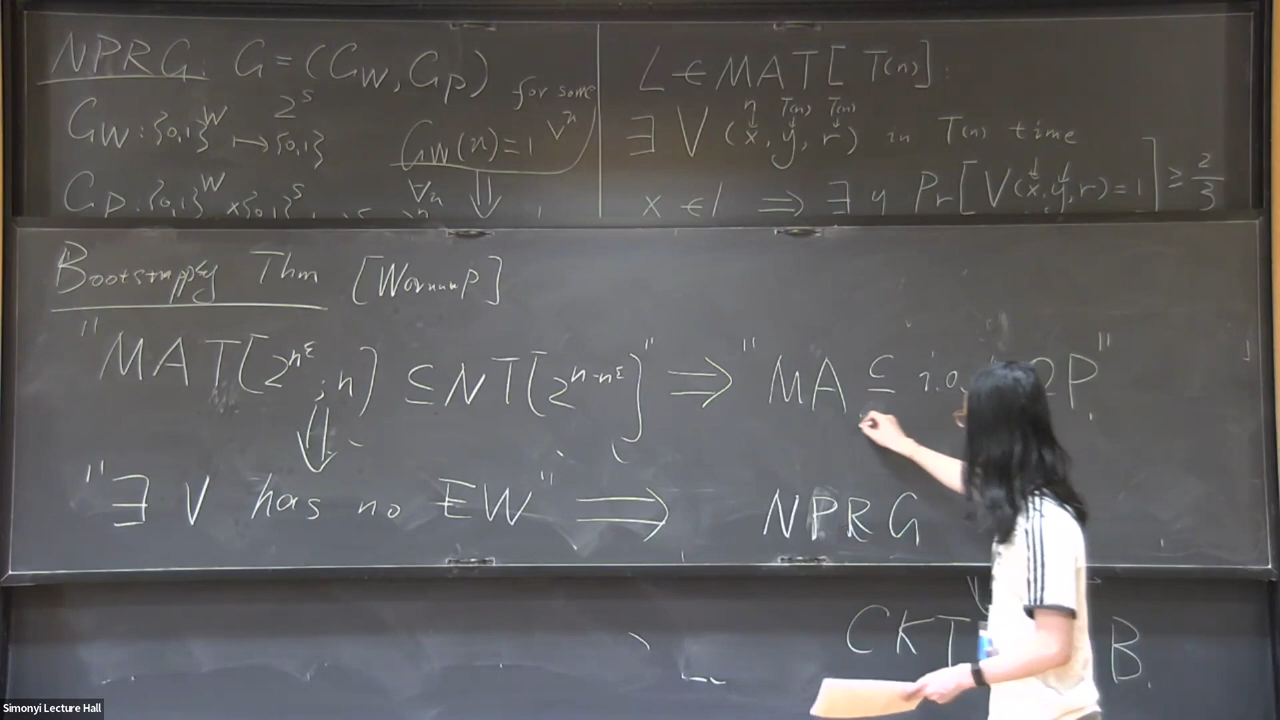 NPRG: G = (G_W, G_P)
G_W : {0,1}^W ↦ {0,1}
2^S
for some
G_W(n) = 1
∀n
G_P : {0,1}^W × {0,1}^S
L ∈ MAT[T(n)] :
n T(n) T(n)
∃ V (x, y, r) in T(n) time
x ∈ L ⟹ ∃ y Pr[V(x,y,r) = 1] ≥ 2/3
Bootstrappig Thm [Warmup]
"MAT[2^{n^ε}, n] ⊆ NT[2^{n-n^ε}]" ⟹ "MA ⊆ i.o. P."
"∃ V has no EW" ⟹ NPRG
CKT B.
Simonyi Lecture Hall